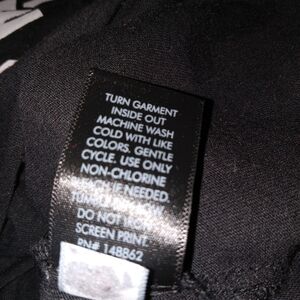 TURN GARMENT
INSIDE OUT
MACHINE WASH
COLD WITH LIKE
COLORS. GENTLE
CYCLE. USE ONLY
NON-CHLORINE
IF NEEDED.
DO NOT
SCREEN PRINT.
RN# 148862